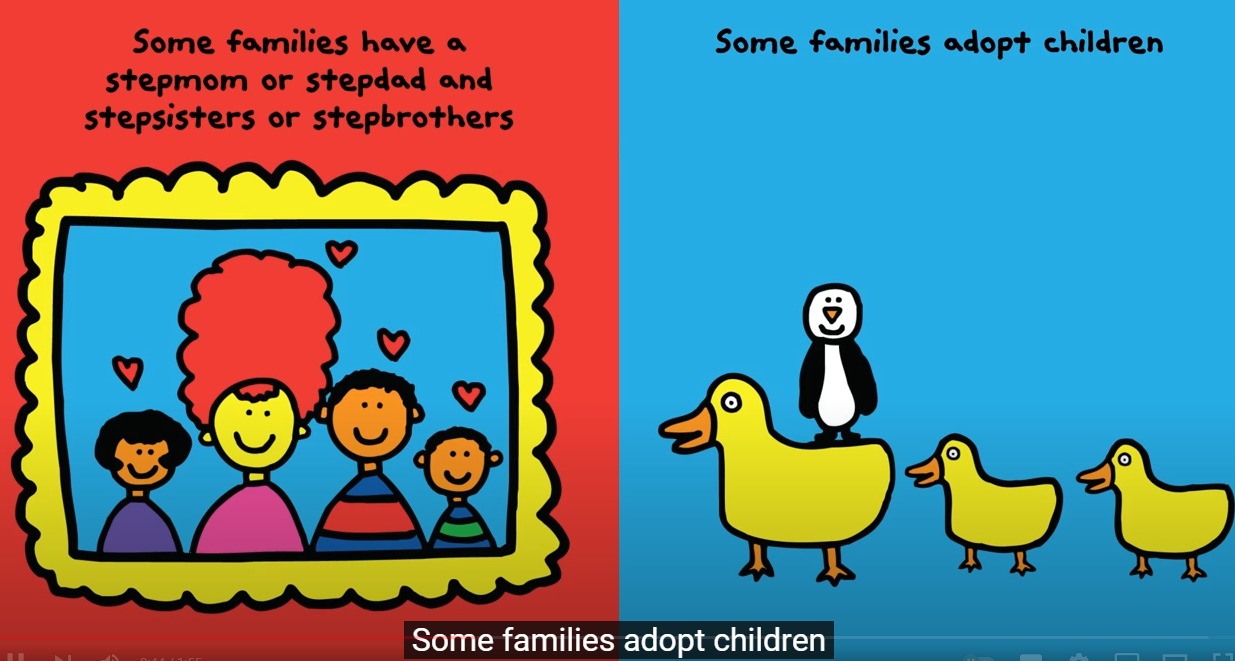 Some families have a
stepmom or stepdad and
stepsisters or stepbrothers
Some families adopt children
Some families adopt children